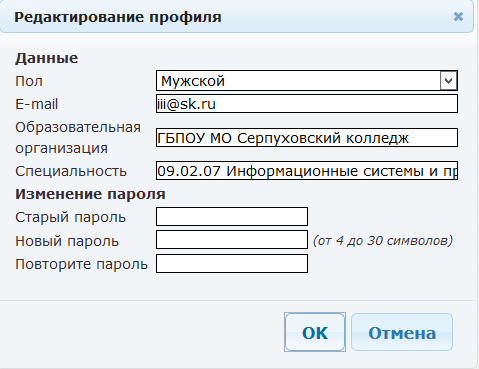 Редактирование профиля
Данные
Пол Мужской
E-mail iii@sk.ru
Образовательная
организация ГБПОУ МО Серпуховский колледж
Специальность 09.02.07 Информационные системы и пр
Изменение пароля
Старый пароль
Новый пароль (от 4 до 30 символов)
Повторите пароль
OK Отмена